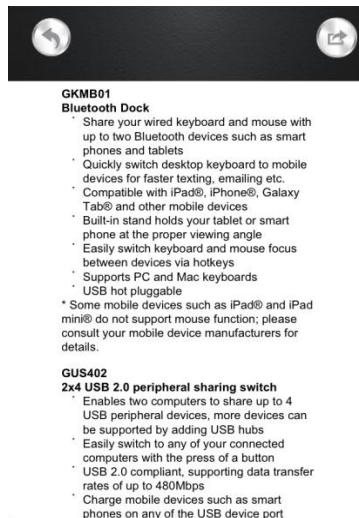 GKMB01
Bluetooth Dock
Share your wired keyboard and mouse with
up to two Bluetooth devices such as smart
phones and tablets
Quickly switch desktop keyboard to mobile
devices for faster texting, emailing etc.
Compatible with iPad®, iPhone®, Galaxy
Tab® and other mobile devices
Built-in stand holds your tablet or smart
phone at the proper viewing angle
Easily switch keyboard and mouse focus
between devices via hotkeys
Supports PC and Mac keyboards
USB hot pluggable
* Some mobile devices such as iPad® and iPad
mini® do not support mouse function; please
consult your mobile device manufacturers for
details.
GUS402
2x4 USB 2.0 peripheral sharing switch
Enables two computers to share up to 4
USB peripheral devices, more devices can
be supported by adding USB hubs
Easily switch to any of your connected
computers with the press of a button
USB 2.0 compliant, supporting data transfer
rates of up to 480Mbps
Charge mobile devices such as smart
phones on any of the USB device port